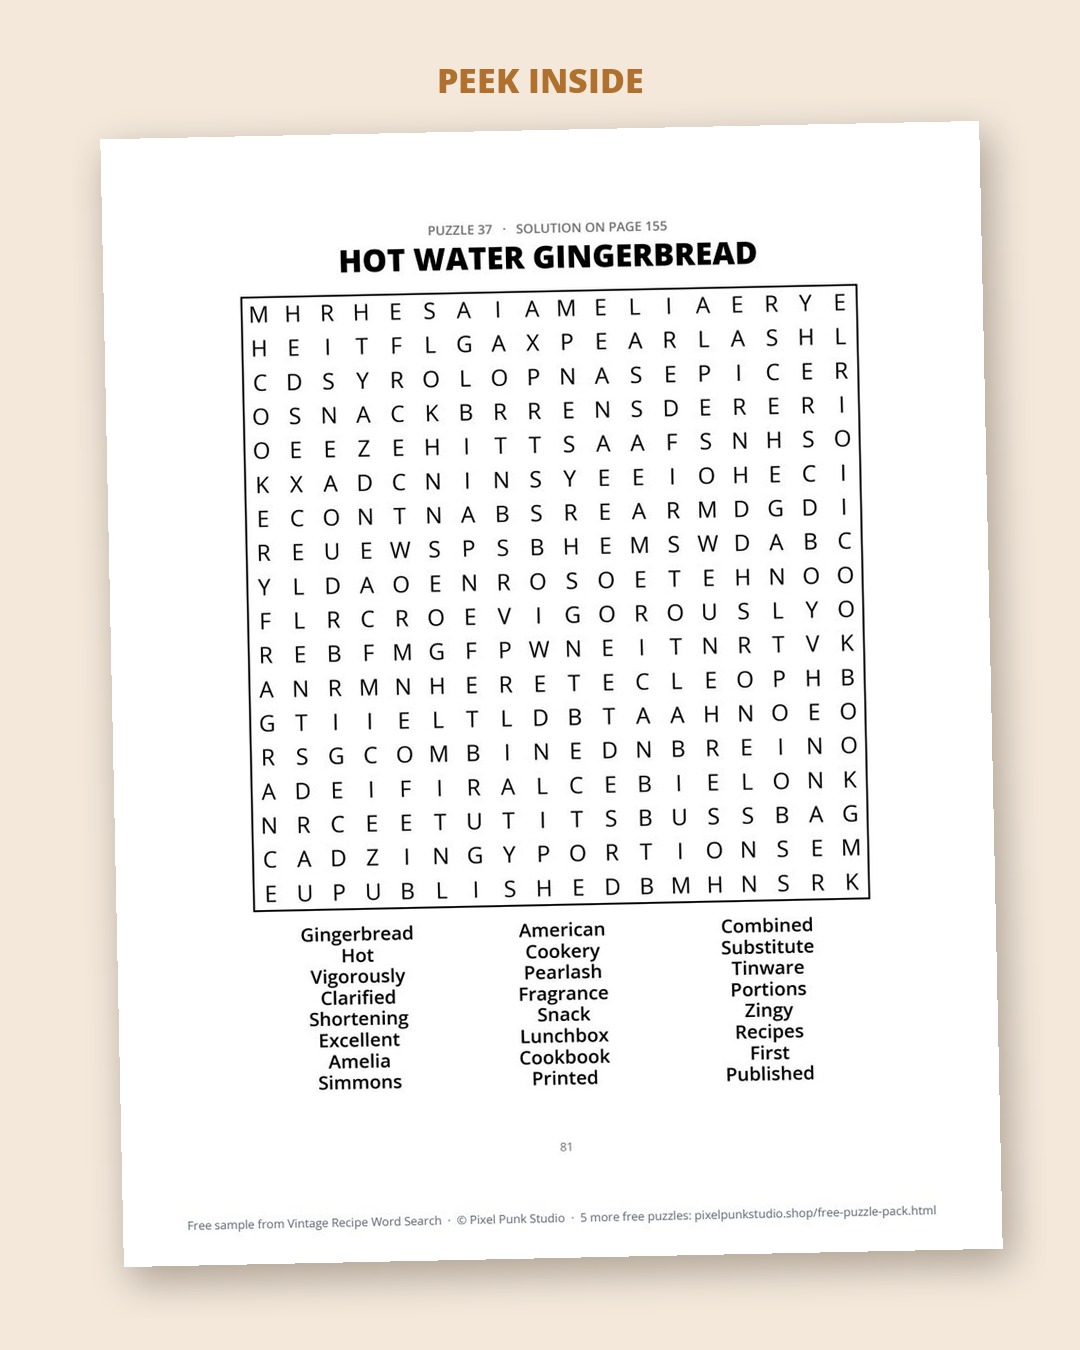 PEEK INSIDE
PUZZLE 37 · SOLUTION ON PAGE 155
HOT WATER GINGERBREAD
M H R H E S A I A M E L I A E R Y E
H E I T F L G A X P E A R L A S H L
C D S Y R O L O P N A S E P I C E R
O S N A C K B R R E N S D E R E R I
O E E Z E H I T T S A A F S N H S O
K X A D C N I N S Y E E I O H E C I
E C O N T N A B S R E A R M D G D I
R E U E W S P S B H E M S W D A B C
Y L D A O E N R O S O E T E H N O O
F L R C R O E V I G O R O U S L Y O
R E B F M G F P W N E I T N R T V K
A N R M N H E R E T E C L E O P H B
G T I I E L T L D B T A A H N O E O
R S G C O M B I N E D N B R E I N O
A D E I F I R A L C E B I E L O N K
N R C E E T U T I T S B U S S B A G
C A D Z I N G Y P O R T I O N S E M
E U P U B L I S H E D B M H N S R K
Gingerbread American Combined
Hot Cookery Substitute
Vigorously Pearlash Tinware
Clarified Fragrance Portions
Shortening Snack Zingy
Excellent Lunchbox Recipes
Amelia Cookbook First
Simmons Printed Published
81
Free sample from Vintage Recipe Word Search · © Pixel Punk Studio · 5 more free puzzles: pixelpunkstudio.shop/free-puzzle-pack.html